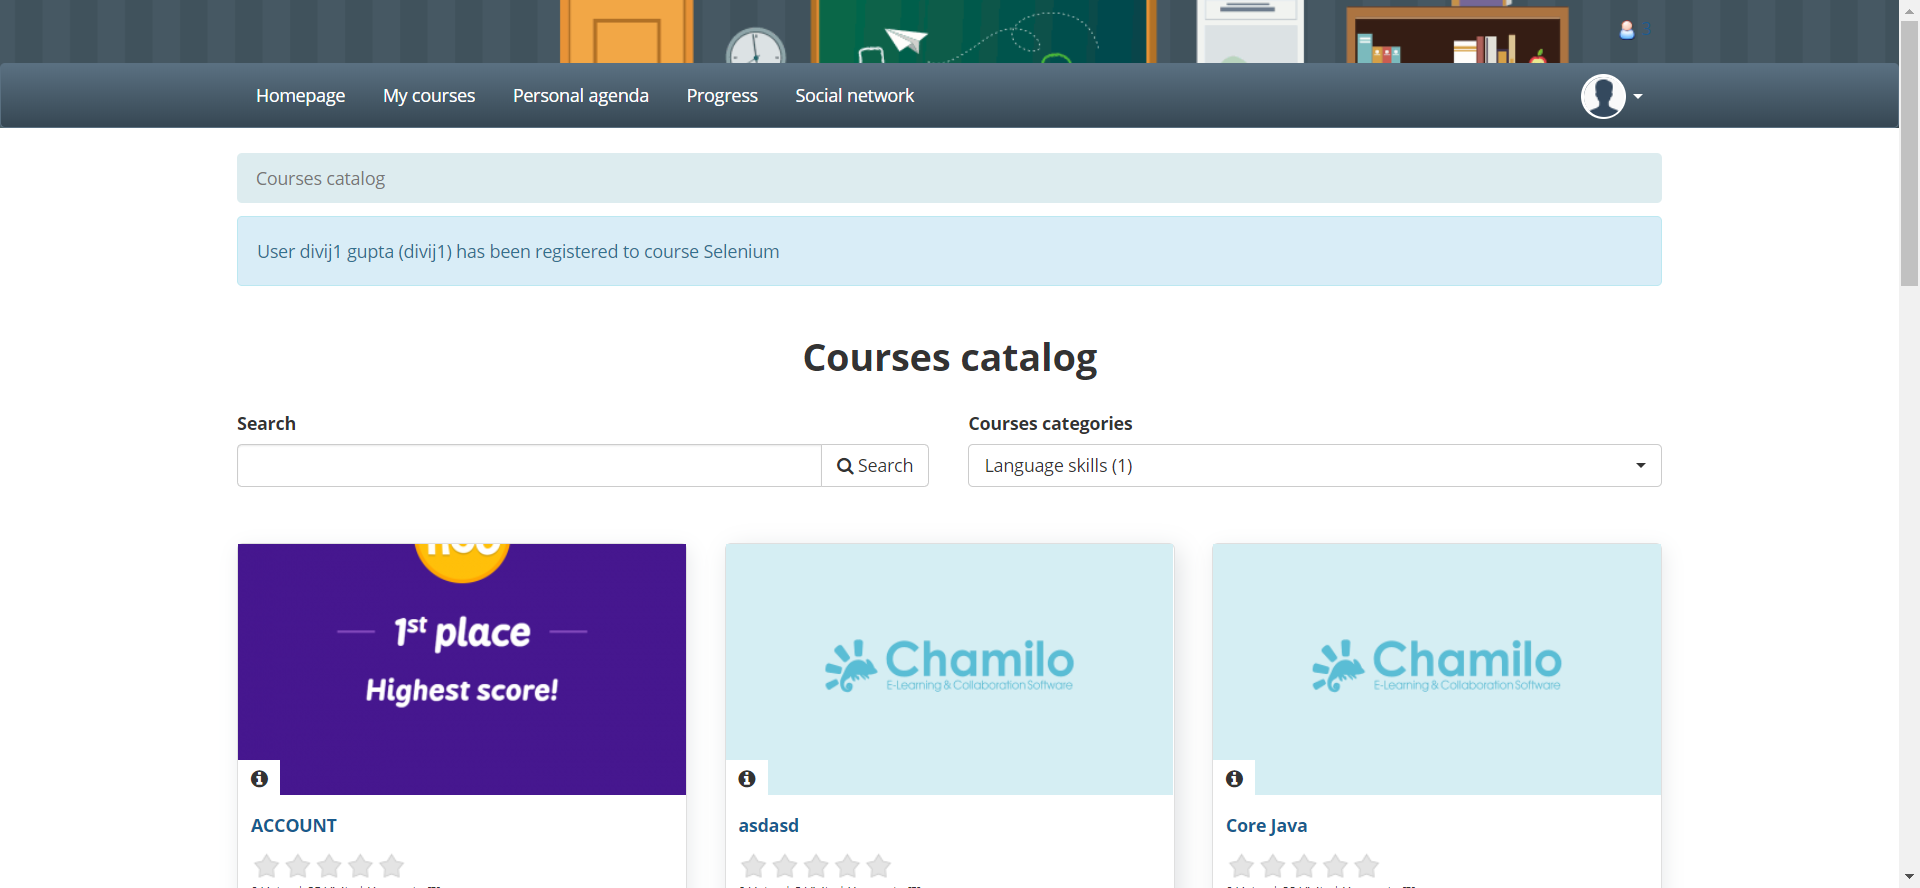 Homepage My courses Personal agenda Progress Social network
Courses catalog
User divij1 gupta (divij1) has been registered to course Selenium
Courses catalog
Search Courses categories
Search Language skills (1)
1st place
Highest score!
Chamilo
E-Learning & Collaboration Software
Chamilo
E-Learning & Collaboration Software
ACCOUNT asdasd Core Java